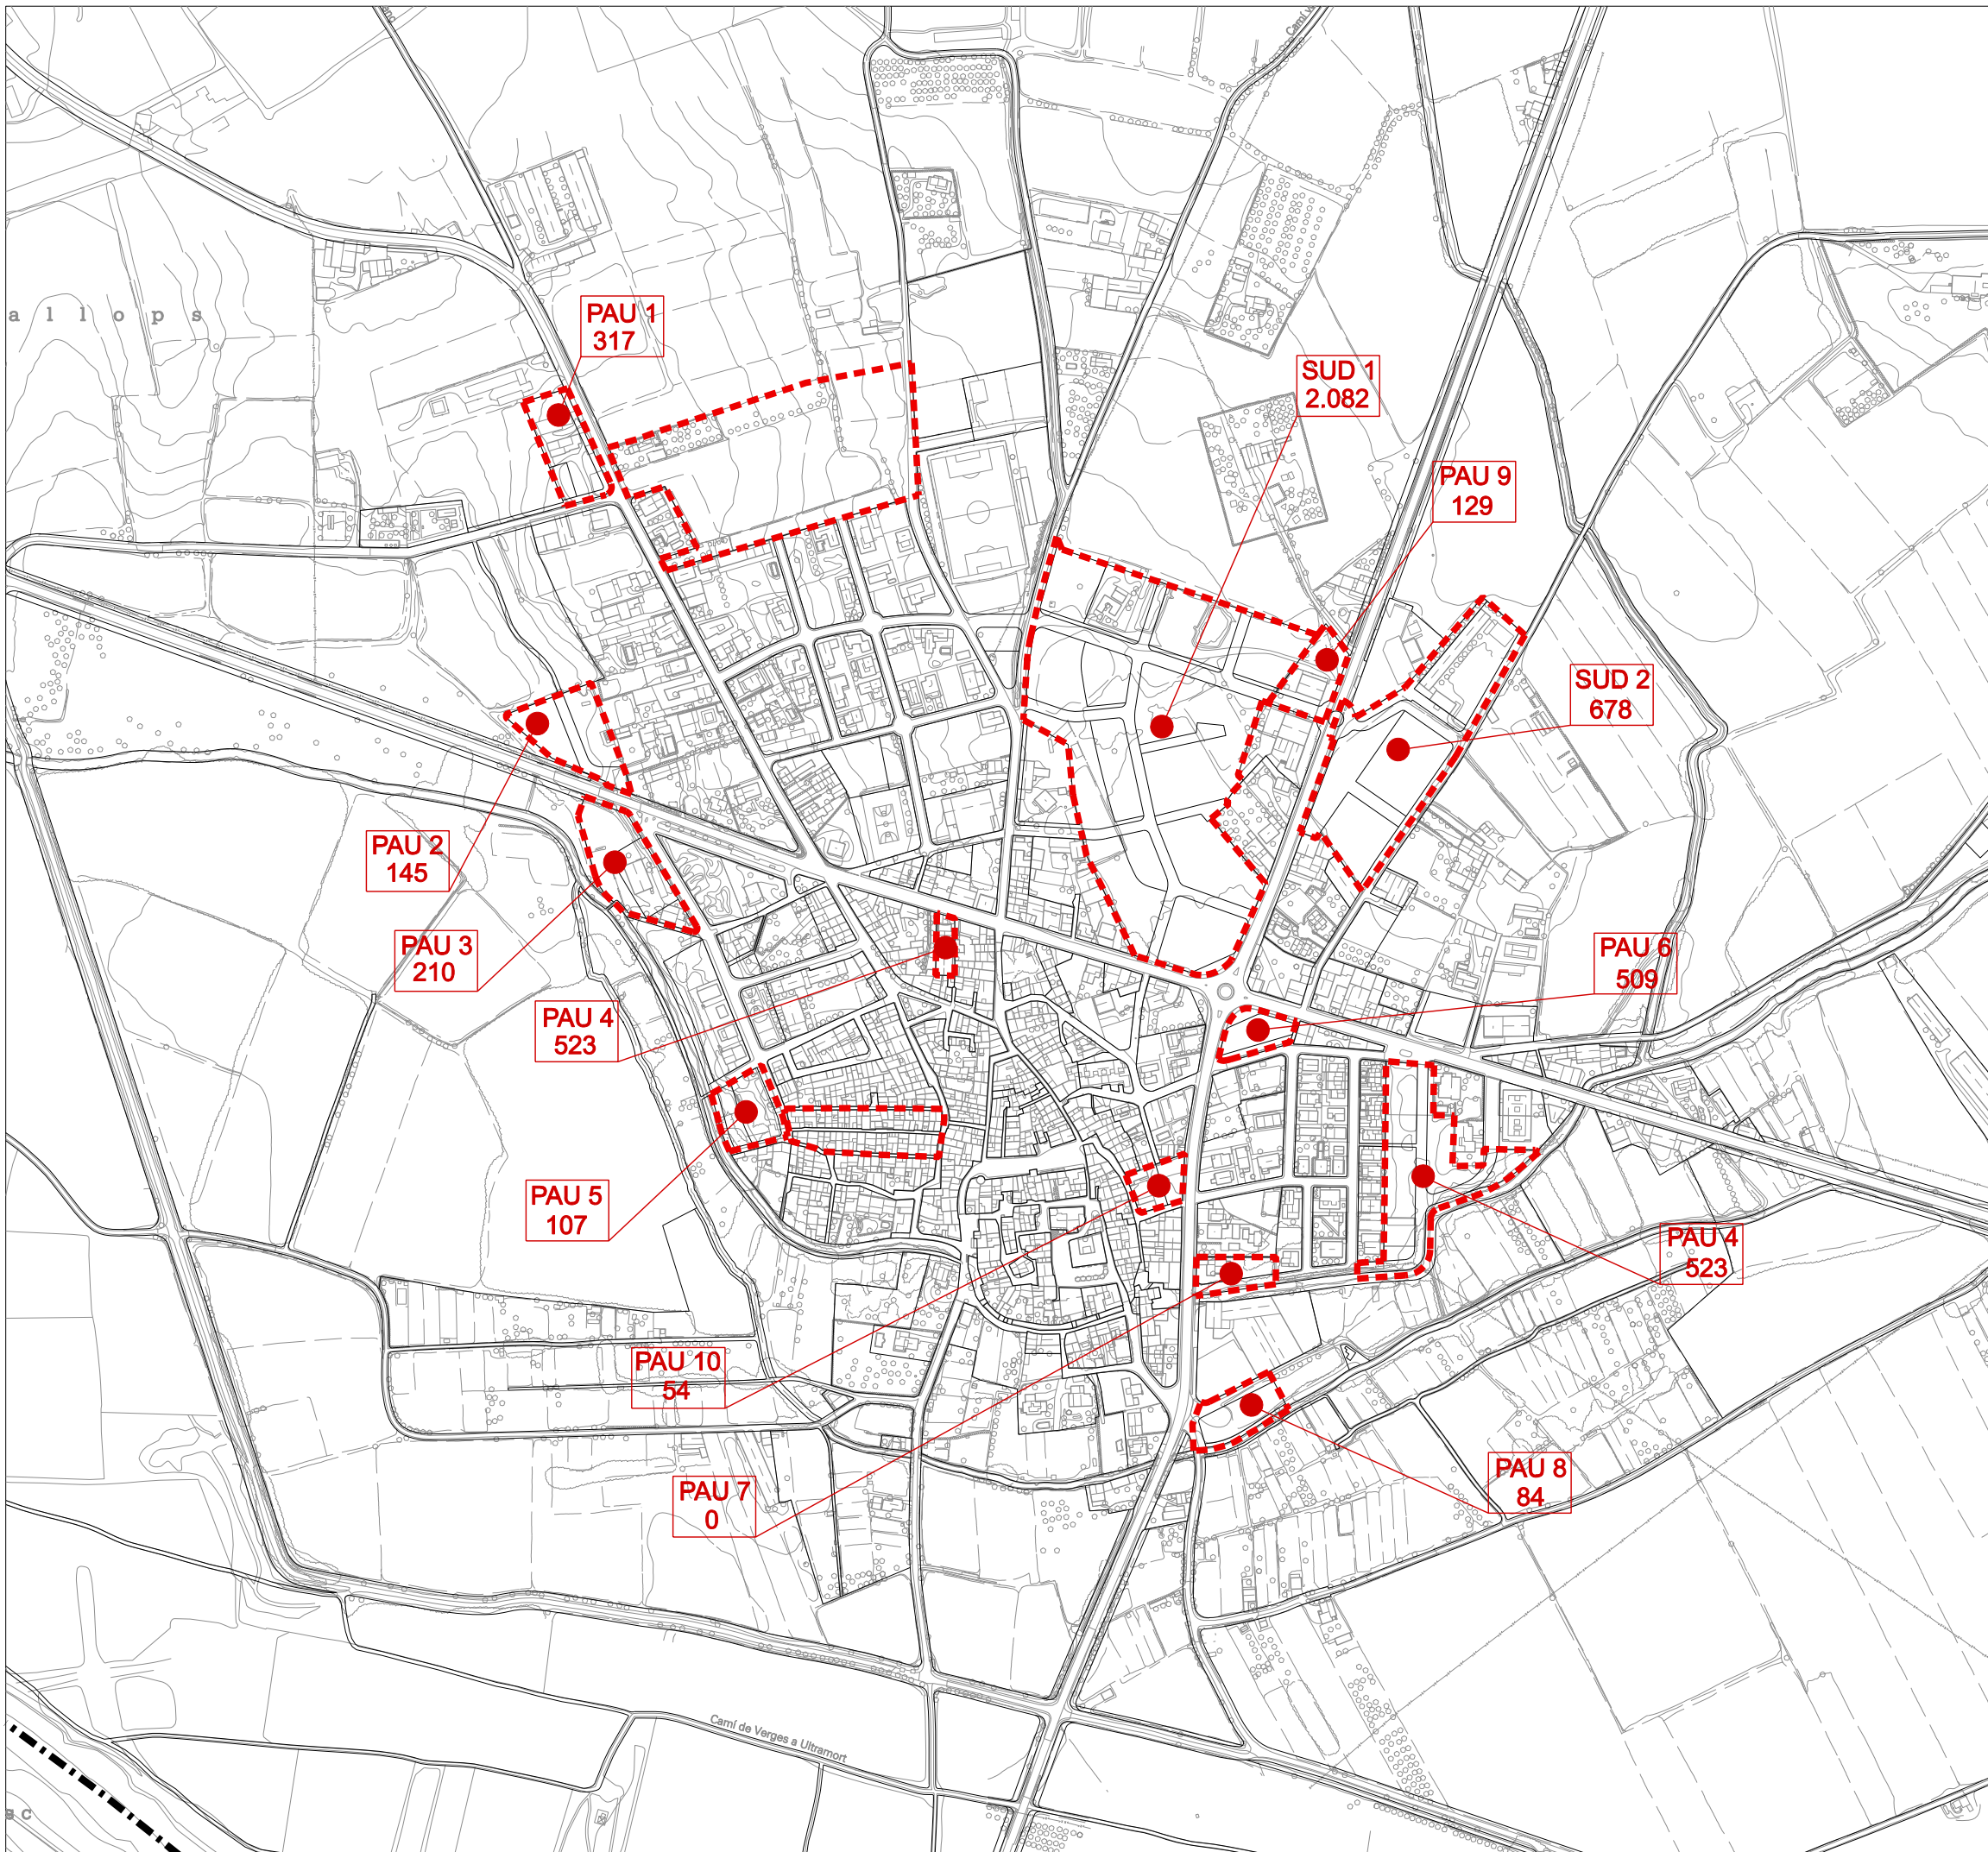 a l l o p s
PAU 1
317
SUD 1
2.082
PAU 9
129
SUD 2
678
PAU 2
145
PAU 3
210
PAU 4
523
PAU 6
509
PAU 5
107
PAU 4
523
PAU 10
54
PAU 7
0
PAU 8
84
Camí de Verges a Ultramort